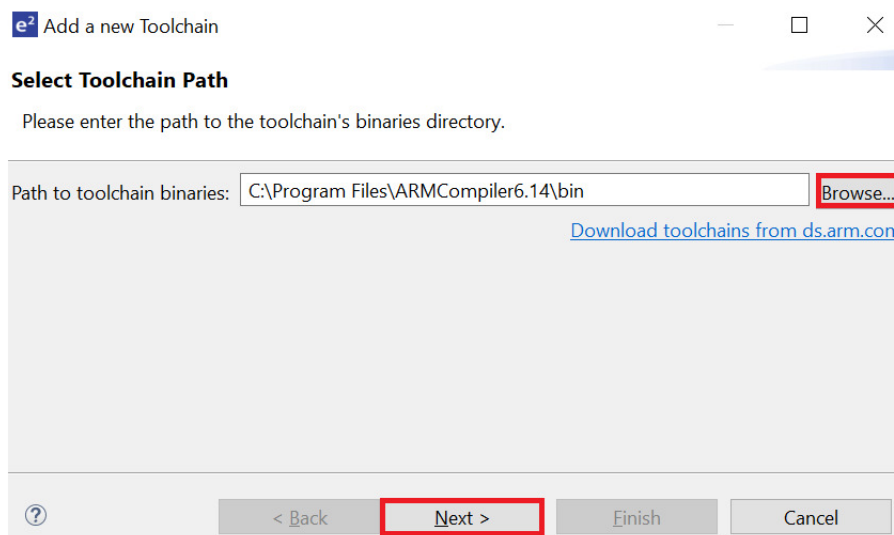 e² Add a new Toolchain
Select Toolchain Path
Please enter the path to the toolchain's binaries directory.
Path to toolchain binaries: C:\Program Files\ARMCompiler6.14\bin Browse...
Download toolchains from ds.arm.com
? < Back Next > Finish Cancel